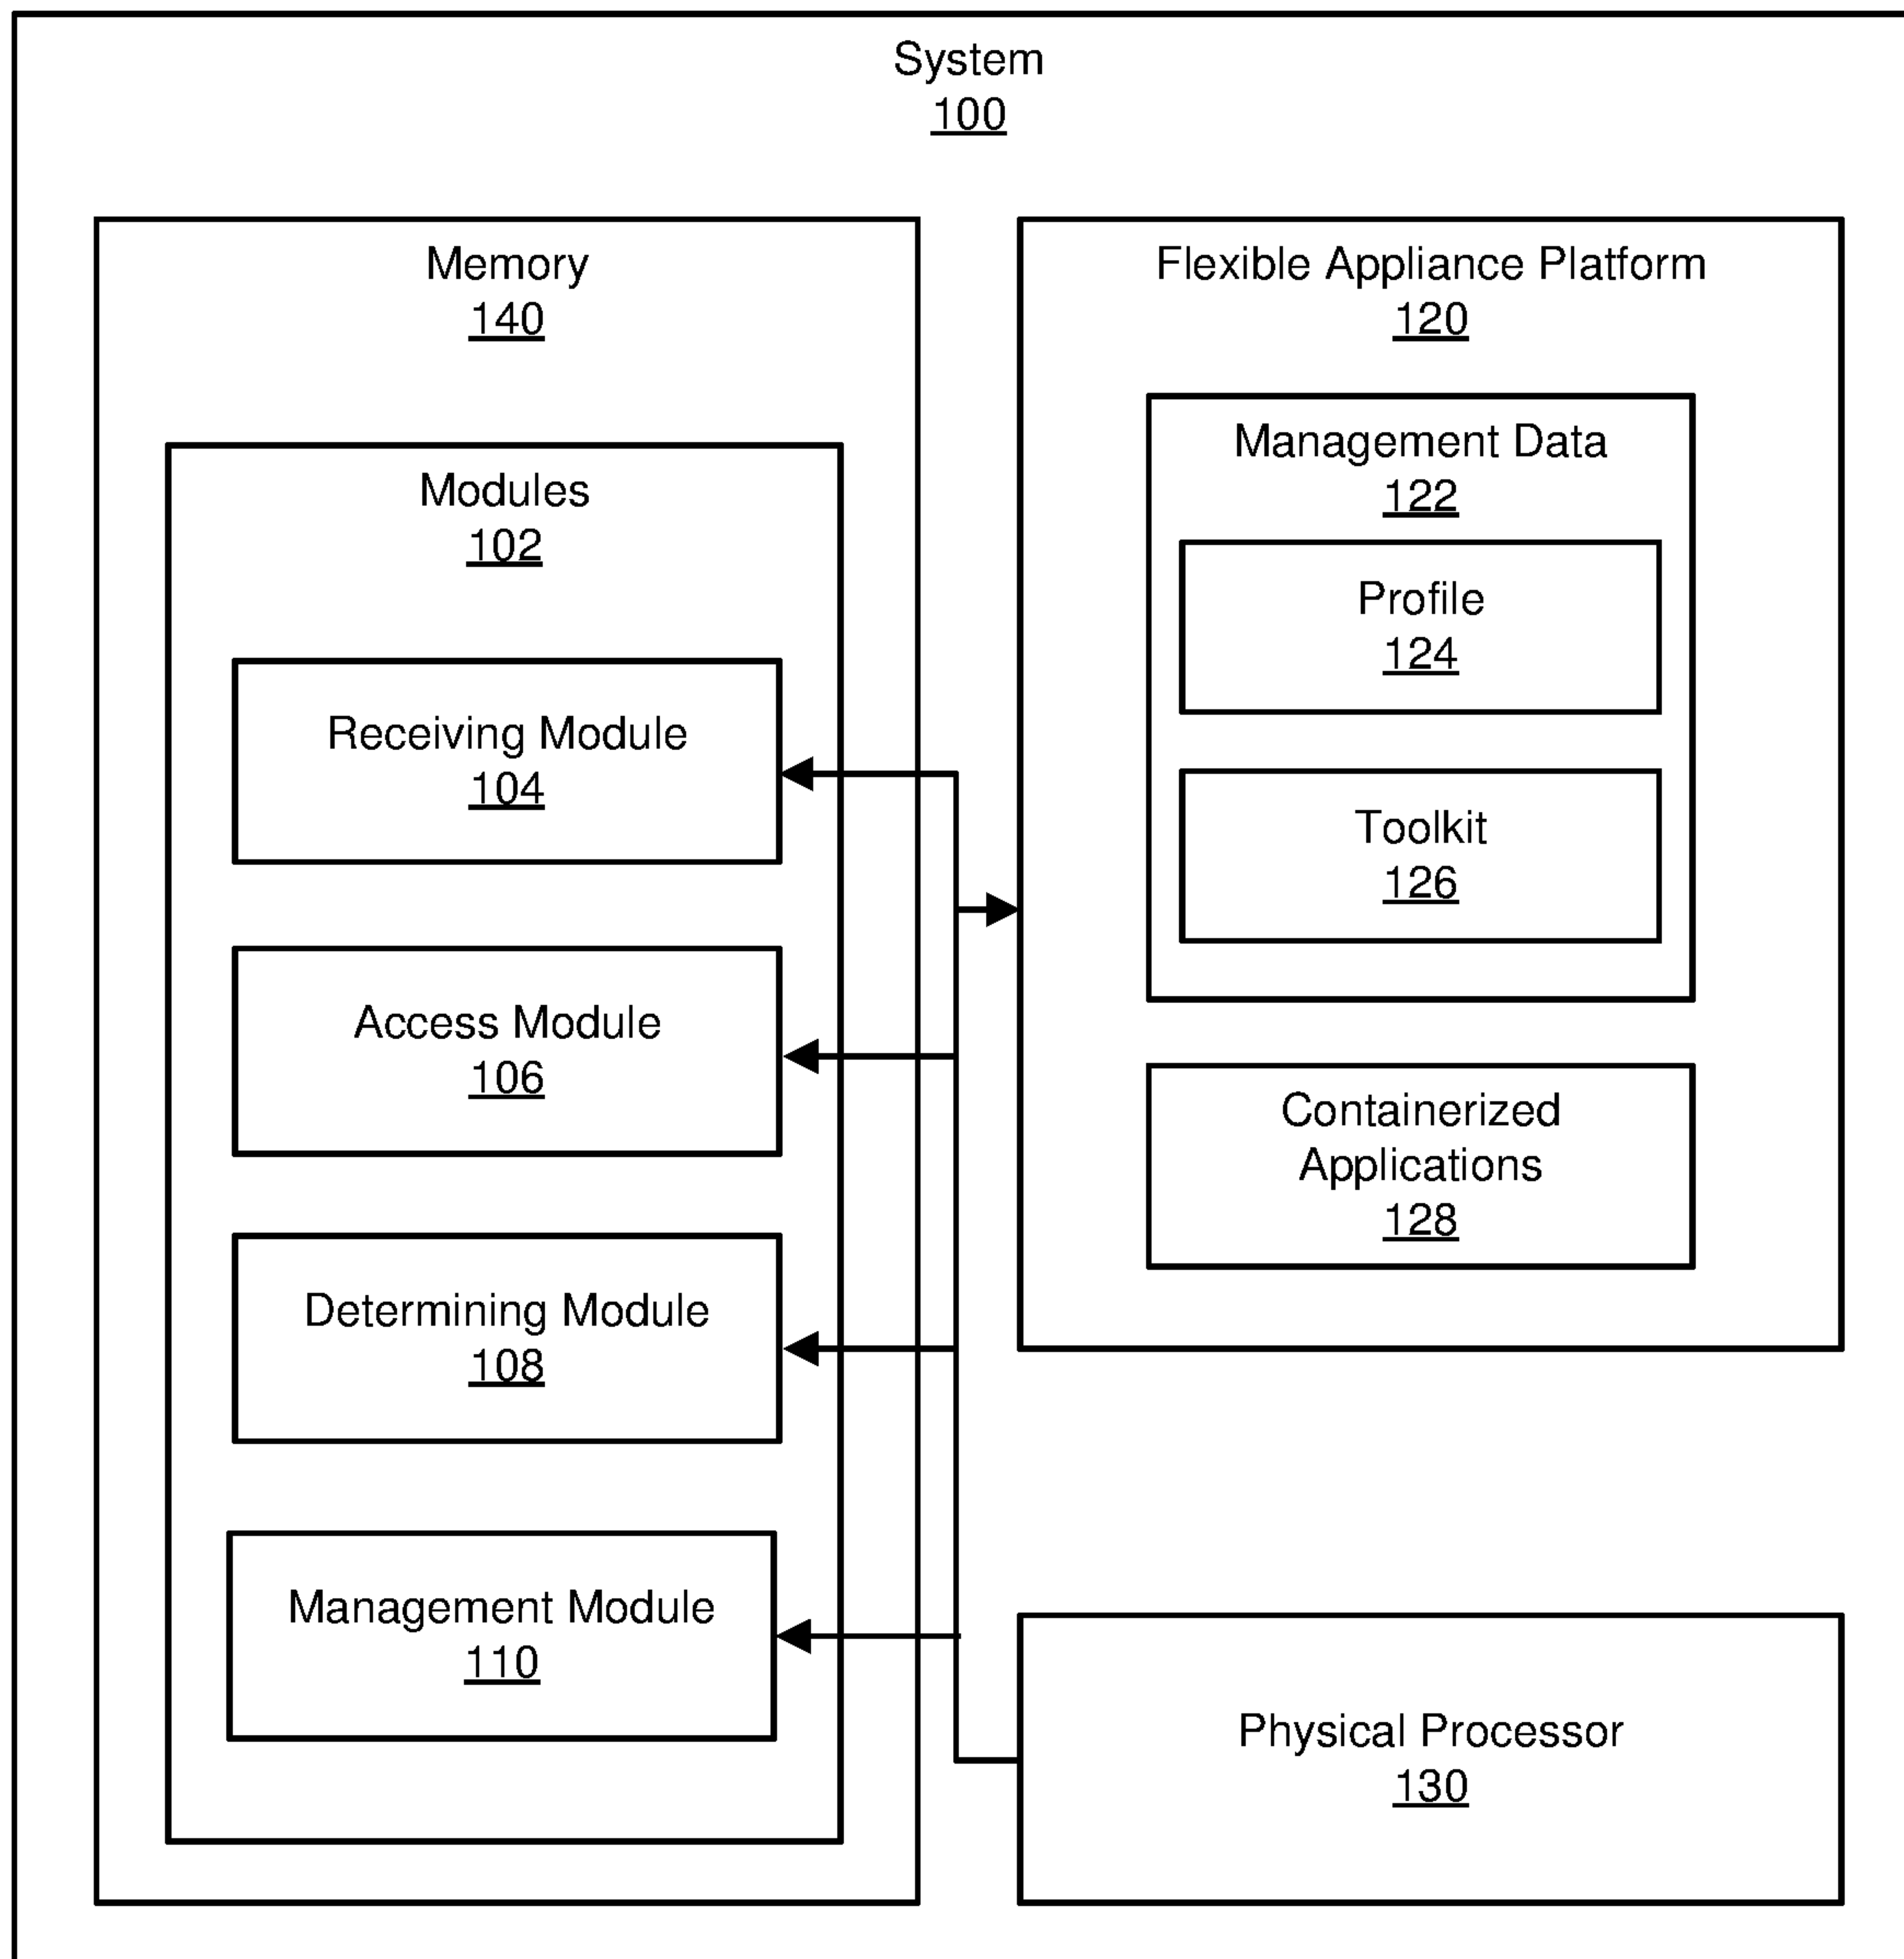 System
100
Memory
140
Modules
102
Receiving Module
104
Access Module
106
Determining Module
108
Management Module
110
Flexible Appliance Platform
120
Management Data
122
Profile
124
Toolkit
126
Containerized
Applications
128
Physical Processor
130